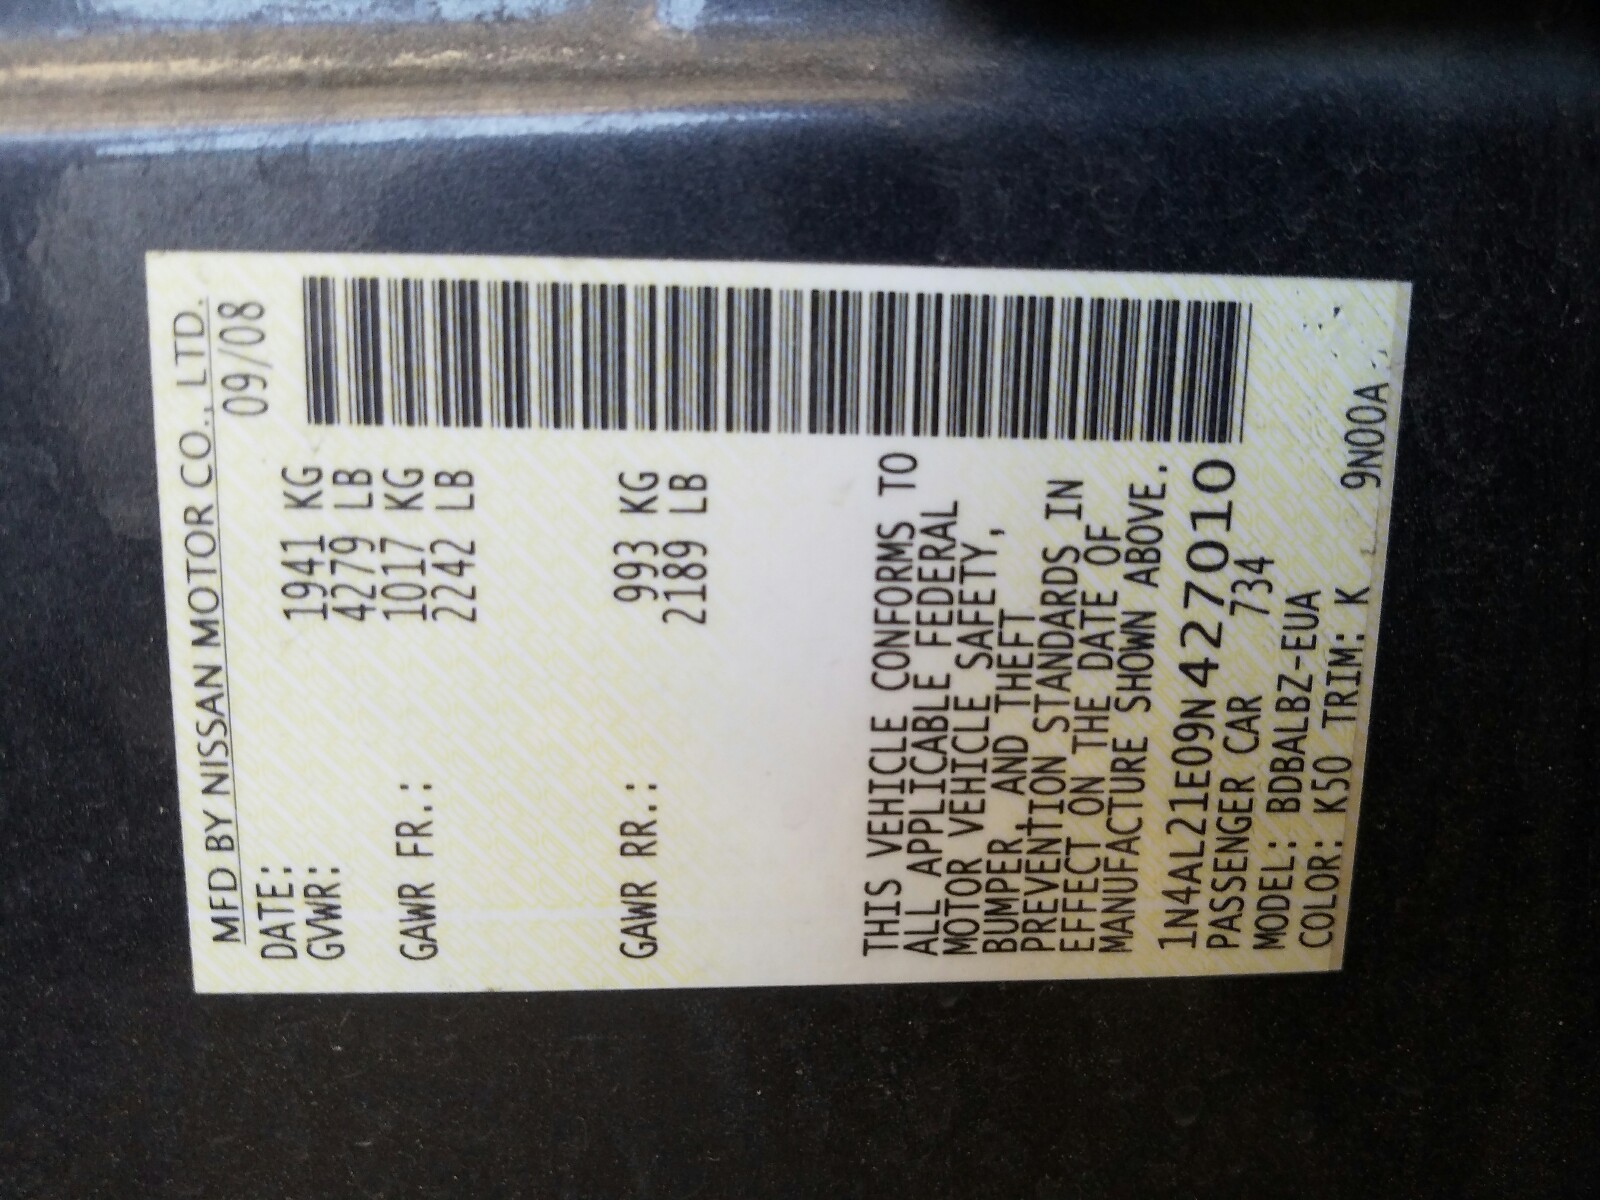 MFD BY NISSAN MOTOR CO., LTD.
DATE: 09/08
GVWR: 1941 KG
4279 LB
GAWR FR.: 1017 KG
2242 LB
GAWR RR.: 993 KG
2189 LB
THIS VEHICLE CONFORMS TO
ALL APPLICABLE FEDERAL
MOTOR VEHICLE SAFETY,
BUMPER, AND THEFT
PREVENTION STANDARDS IN
EFFECT ON THE DATE OF
MANUFACTURE SHOWN ABOVE.
1N4AL21E09N427010
PASSENGER CAR 734
MODEL: BDBALBZ-EUA
COLOR: K50 TRIM: K 9N00A